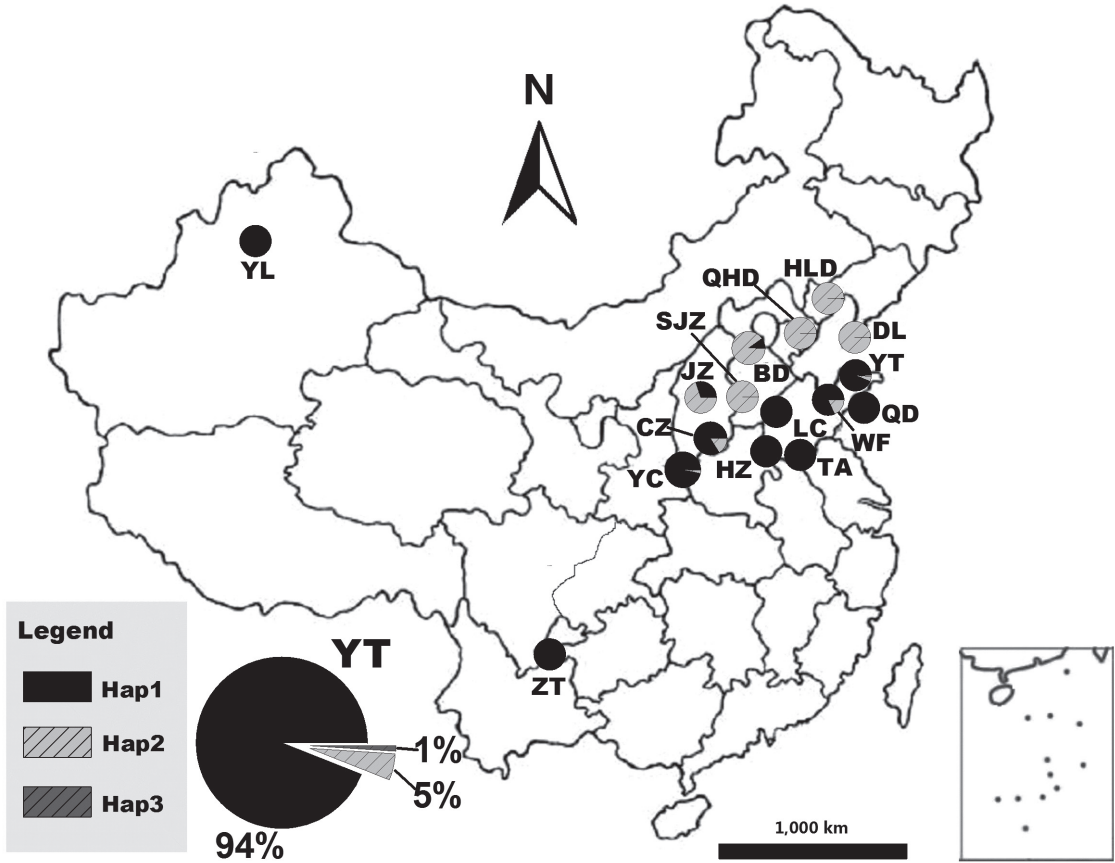 N
YL
HLD
QHD
SJZ
DL
YT
JZ
BD
QD
CZ
LC
WF
HZ
TA
YC
Legend
YT
ZT
Hap1
Hap2
1%
Hap3
5%
94%
1,000 km